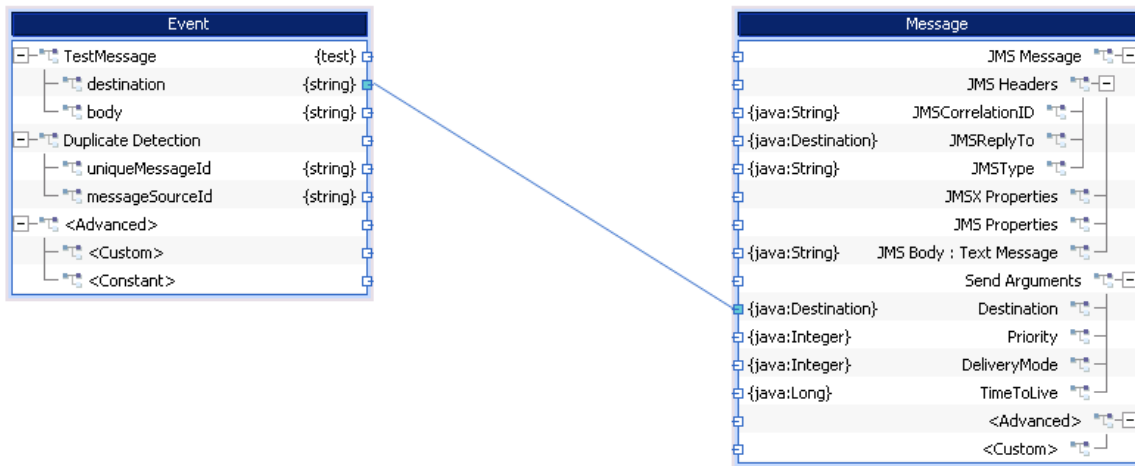 Event
TestMessage {test}
destination {string}
body {string}
Duplicate Detection
uniqueMessageId {string}
messageSourceId {string}
<Advanced>
<Custom>
<Constant>
Message
JMS Message
JMS Headers
{java:String} JMSCorrelationID
{java:Destination} JMSReplyTo
{java:String} JMSType
JMSX Properties
JMS Properties
{java:String} JMS Body : Text Message
Send Arguments
{java:Destination} Destination
{java:Integer} Priority
{java:Integer} DeliveryMode
{java:Long} TimeToLive
<Advanced>
<Custom>